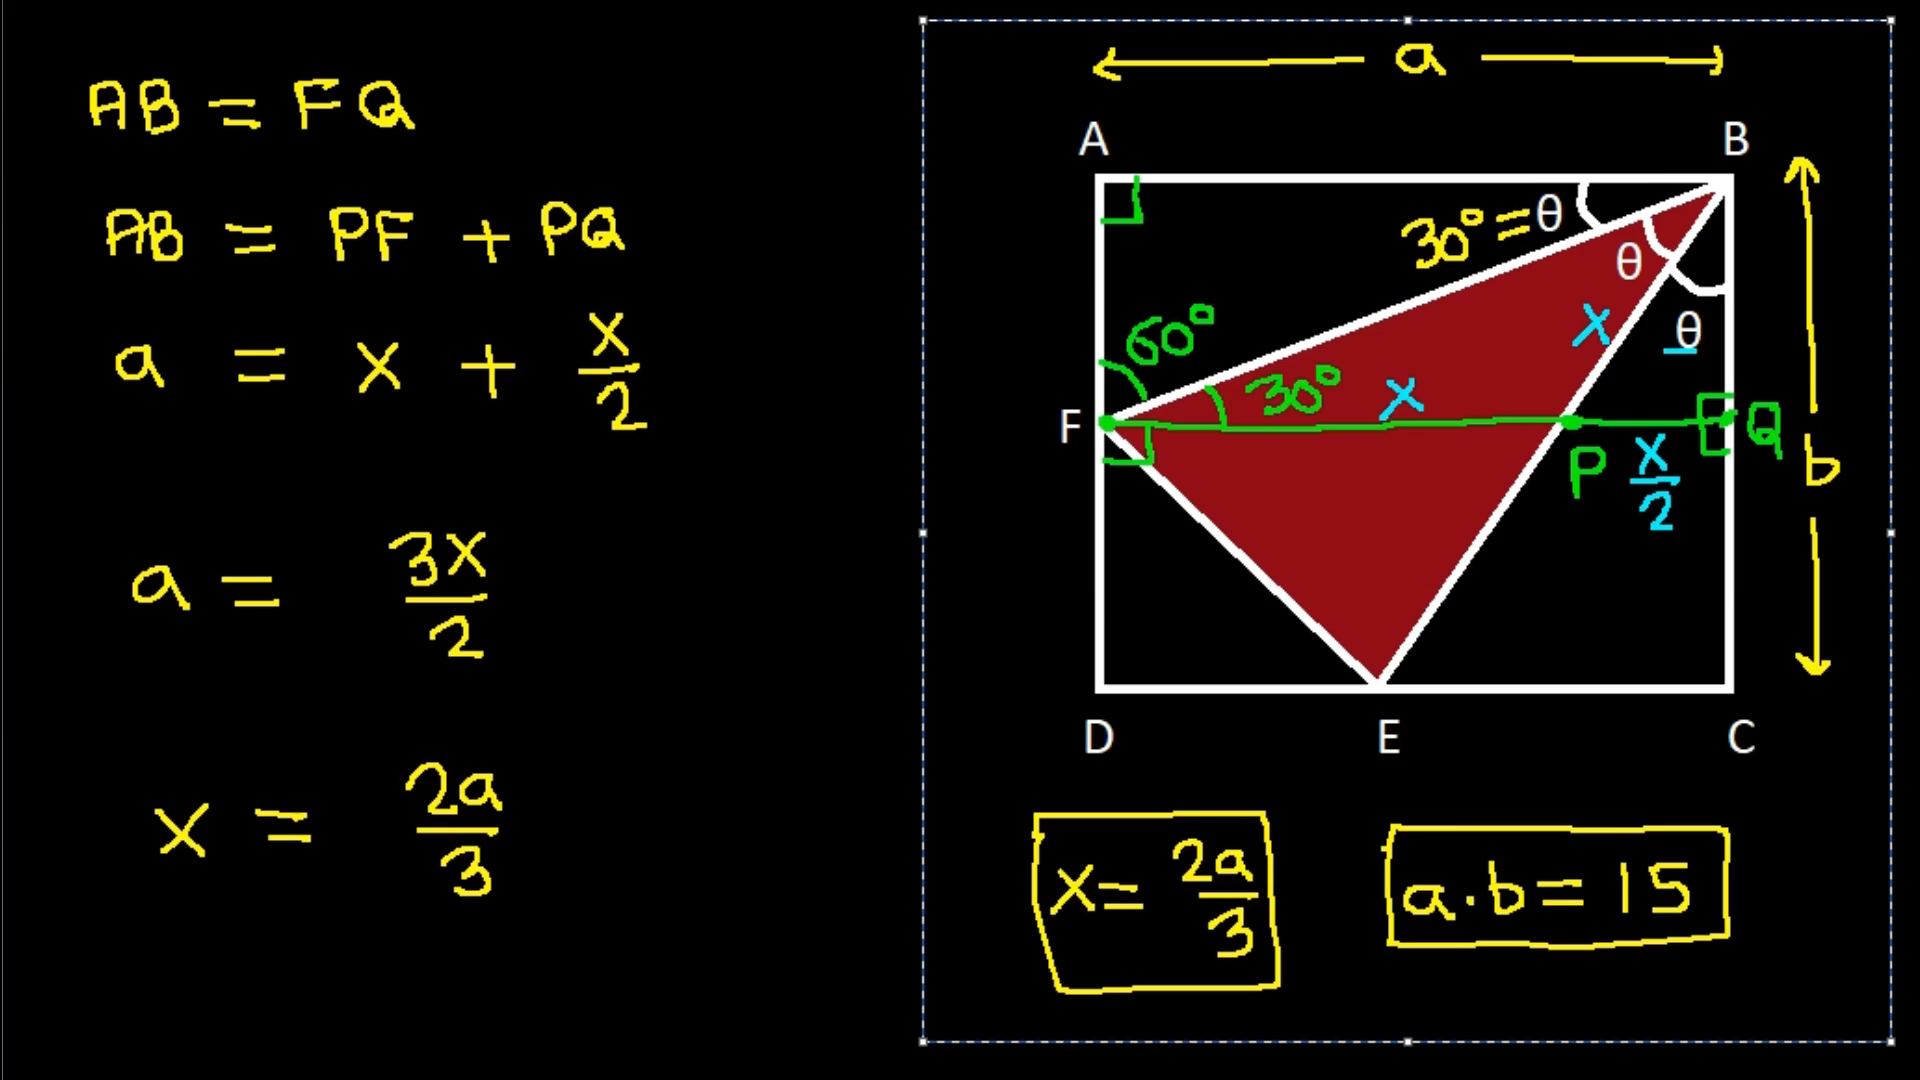 AB = FQ
AB = PF + PQ
a = x + x/2
a = 3x/2
x = 2a/3
a
A B
30° = θ
θ
θ
60°
30°
x
x
F
P
x/2
Q
b
D E C
x = 2a/3
a.b = 15